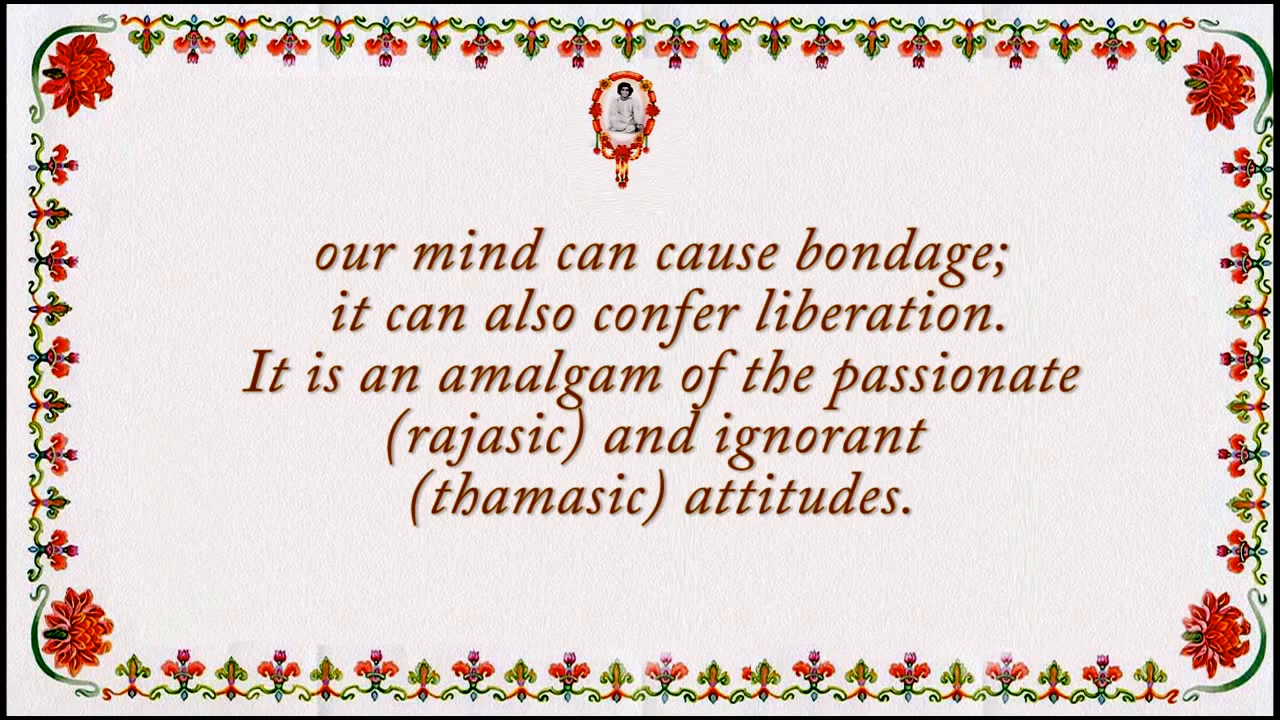 our mind can cause bondage;
it can also confer liberation.
It is an amalgam of the passionate
(rajasic) and ignorant
(thamasic) attitudes.